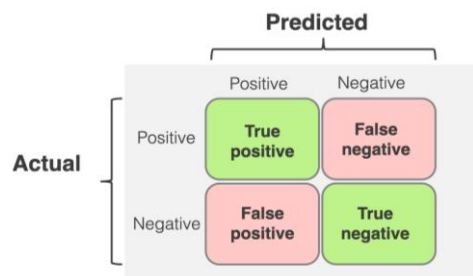 Predicted
Positive Negative
Actual
Positive
True
positive
False
negative
Negative
False
positive
True
negative